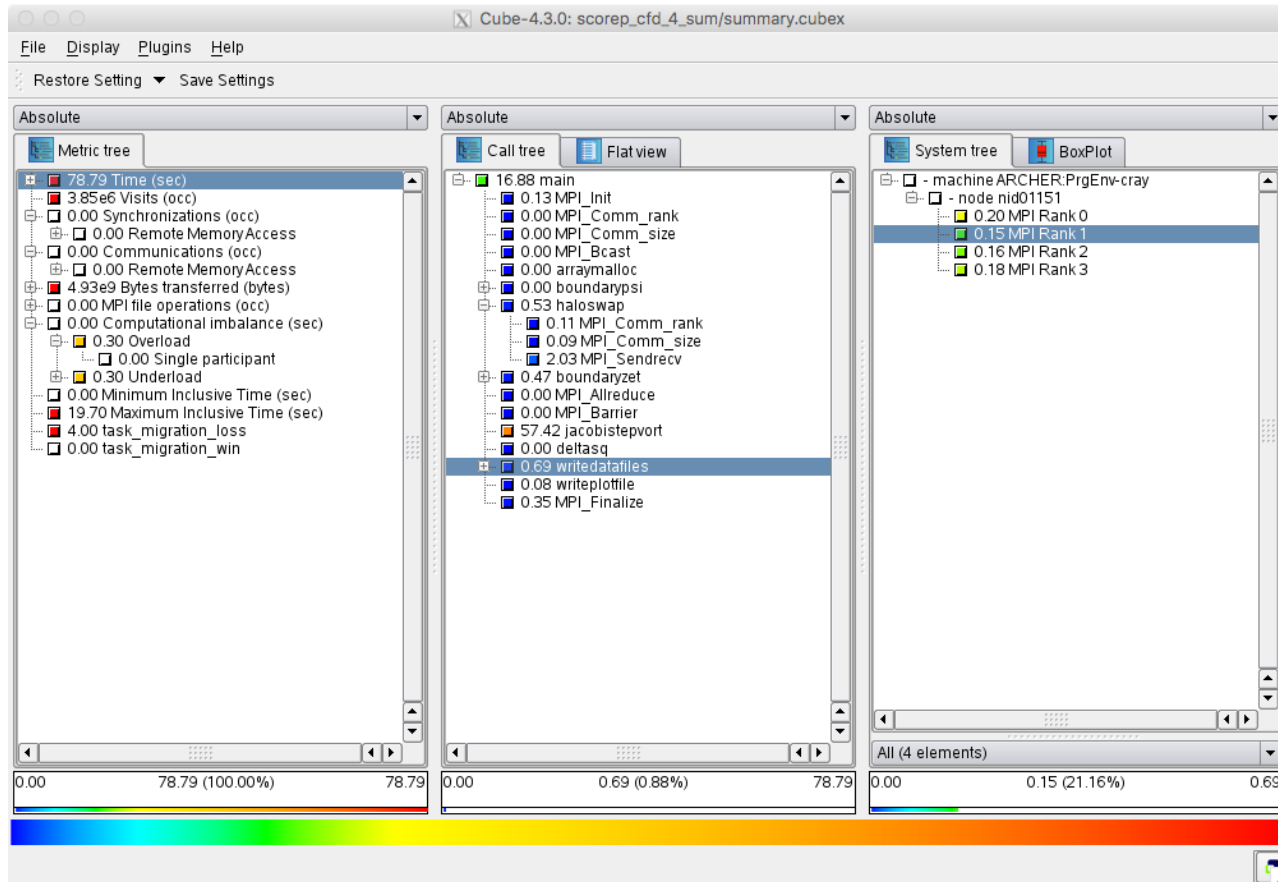 Cube-4.3.0: scorep_cfd_4_sum/summary.cubex
File Display Plugins Help
Restore Setting Save Settings
Absolute
Metric tree
78.79 Time (sec)
3.85e6 Visits (occ)
0.00 Synchronizations (occ)
0.00 Remote Memory Access
0.00 Communications (occ)
0.00 Remote Memory Access
4.93e9 Bytes transferred (bytes)
0.00 MPI file operations (occ)
0.00 Computational imbalance (sec)
0.30 Overload
0.00 Single participant
0.30 Underload
0.00 Minimum Inclusive Time (sec)
19.70 Maximum Inclusive Time (sec)
4.00 task_migration_loss
0.00 task_migration_win
0.00 78.79 (100.00%) 78.79
Absolute
Call tree Flat view
16.88 main
0.13 MPI_Init
0.00 MPI_Comm_rank
0.00 MPI_Comm_size
0.00 MPI_Bcast
0.00 arraymalloc
0.00 boundarypsi
0.53 haloswap
0.11 MPI_Comm_rank
0.09 MPI_Comm_size
2.03 MPI_Sendrecv
0.47 boundaryzet
0.00 MPI_Allreduce
0.00 MPI_Barrier
57.42 jacobistepvort
0.00 deltasq
0.69 writedatafiles
0.08 writeplotfile
0.35 MPI_Finalize
0.00 0.69 (0.88%) 78.79
Absolute
System tree BoxPlot
- machine ARCHER:PrgEnv-cray
- node nid01151
0.20 MPI Rank 0
0.15 MPI Rank 1
0.16 MPI Rank 2
0.18 MPI Rank 3
All (4 elements)
0.00 0.15 (21.16%) 0.69